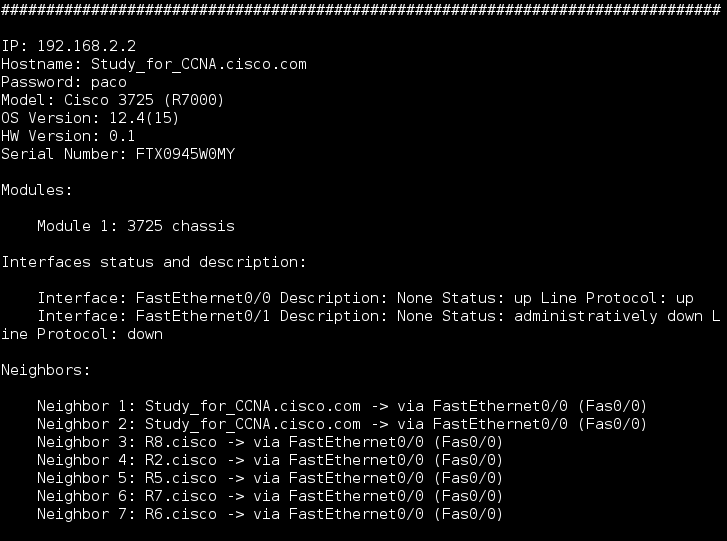 ################################################################################
IP: 192.168.2.2
Hostname: Study_for_CCNA.cisco.com
Password: paco
Model: Cisco 3725 (R7000)
OS Version: 12.4(15)
HW Version: 0.1
Serial Number: FTX0945W0MY
Modules:
Module 1: 3725 chassis
Interfaces status and description:
Interface: FastEthernet0/0 Description: None Status: up Line Protocol: up
Interface: FastEthernet0/1 Description: None Status: administratively down L
ine Protocol: down
Neighbors:
Neighbor 1: Study_for_CCNA.cisco.com -> via FastEthernet0/0 (Fas0/0)
Neighbor 2: Study_for_CCNA.cisco.com -> via FastEthernet0/0 (Fas0/0)
Neighbor 3: R8.cisco -> via FastEthernet0/0 (Fas0/0)
Neighbor 4: R2.cisco -> via FastEthernet0/0 (Fas0/0)
Neighbor 5: R5.cisco -> via FastEthernet0/0 (Fas0/0)
Neighbor 6: R7.cisco -> via FastEthernet0/0 (Fas0/0)
Neighbor 7: R6.cisco -> via FastEthernet0/0 (Fas0/0)